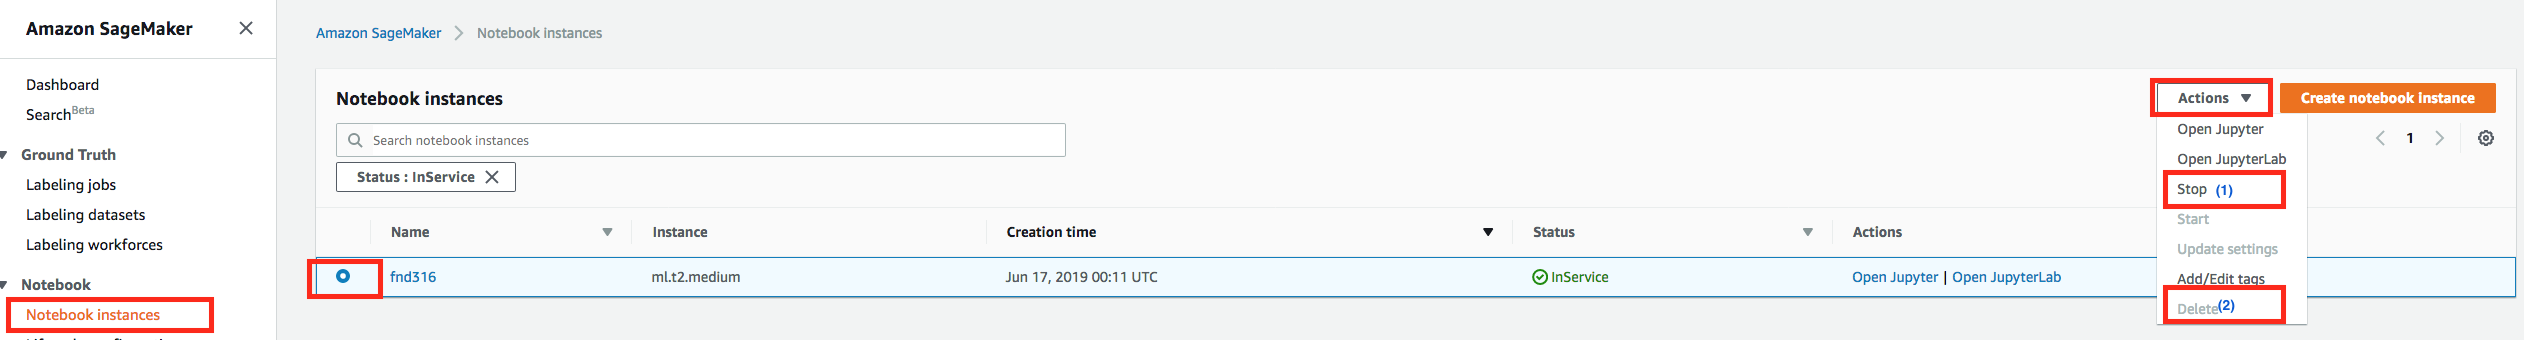 Amazon SageMaker
Dashboard
Search Beta
Ground Truth
Labeling jobs
Labeling datasets
Labeling workforces
Notebook
Notebook instances
Amazon SageMaker > Notebook instances
Notebook instances
Actions
Create notebook instance
Search notebook instances
1
Status : InService
Open Jupyter
Open JupyterLab
Stop (1)
Start
Update settings
Add/Edit tags
Delete (2)
Name Instance Creation time Status Actions
fnd316 ml.t2.medium Jun 17, 2019 00:11 UTC InService Open Jupyter | Open JupyterLab